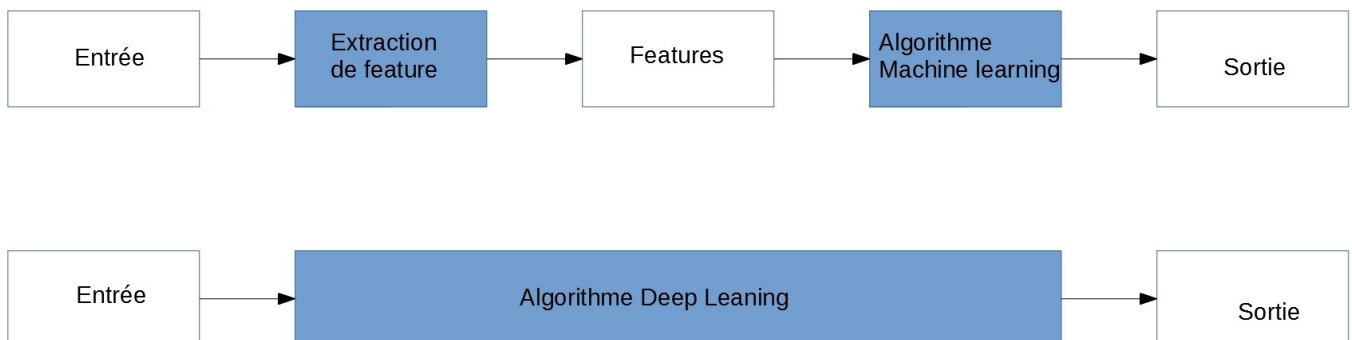 Entrée
Extraction
de feature
Features
Algorithme
Machine learning
Sortie
Entrée
Algorithme Deep Leaning
Sortie